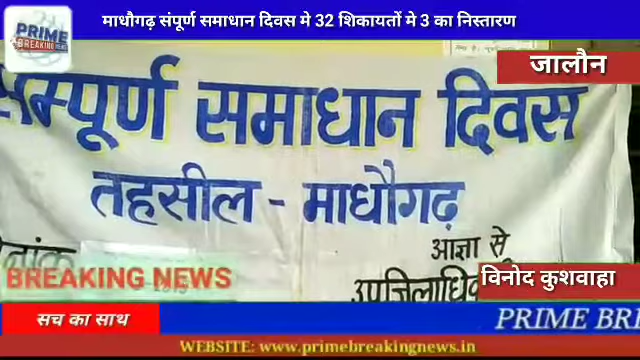 माधौगढ़ संपूर्ण समाधान दिवस मे 32 शिकायतों मे 3 का निस्तारण
PRIME
BREAKING NEWS
जालौन
सम्पूर्ण समाधान दिवस
तहसील - माधौगढ़
आज्ञा से
BREAKING NEWS
विनोद कुशवाहा
सच का साथ
PRIME BRE
WEBSITE: www.primebreakingnews.in